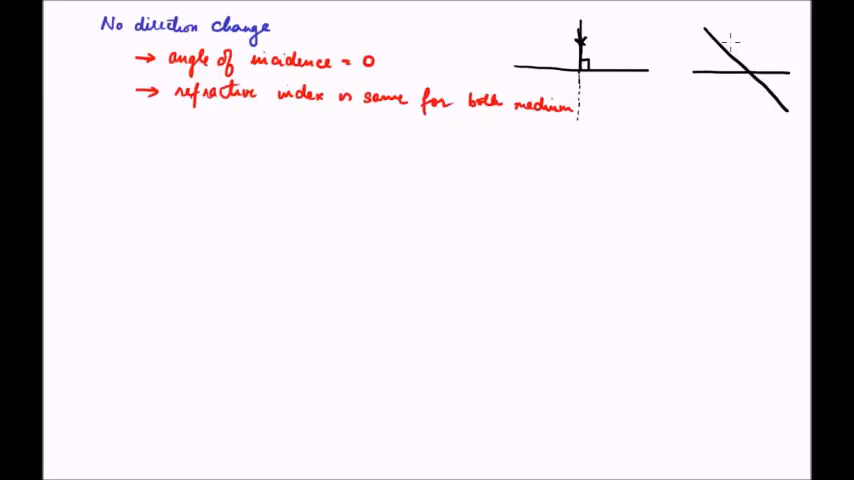 No direction change
→ angle of incidence = 0
→ refractive index is same for both medium